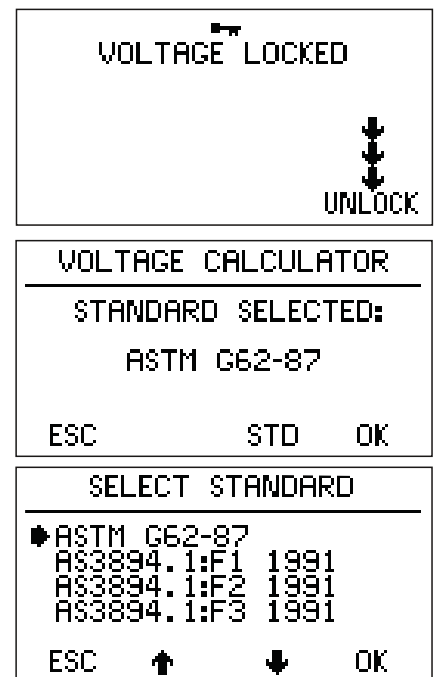 VOLTAGE LOCKED
UNLOCK
VOLTAGE CALCULATOR
STANDARD SELECTED:
ASTM G62-87
ESC STD OK
SELECT STANDARD
ASTM G62-87
AS3894.1:F1 1991
AS3894.1:F2 1991
AS3894.1:F3 1991
ESC OK